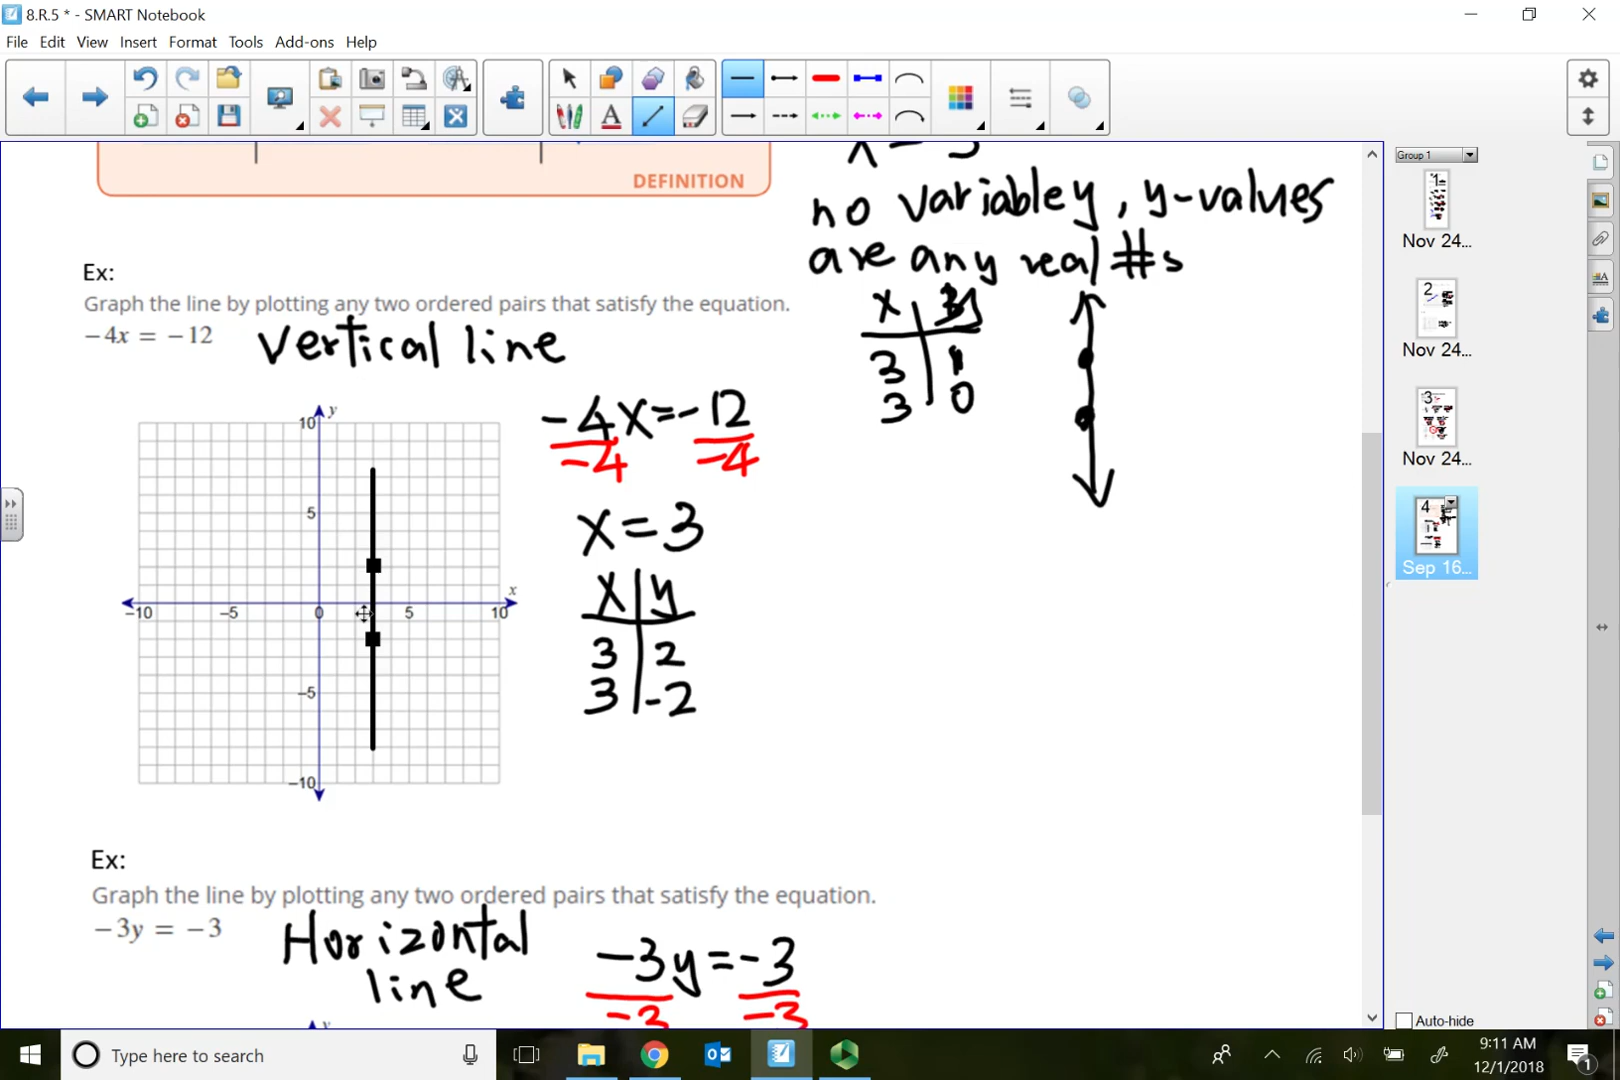 8.R.5 * - SMART Notebook
File Edit View Insert Format Tools Add-ons Help
Group 1
DEFINITION
no variable y, y-values
are any real #s
x
3 1
3 0
Ex:
Graph the line by plotting any two ordered pairs that satisfy the equation.
−4x = −12
Vertical line
-4x=-12
-4 -4
x=3
x y
3 2
3 -2
y
10
5
x
−10 −5 0 5 10
−5
−10
Ex:
Graph the line by plotting any two ordered pairs that satisfy the equation.
−3y = −3
Horizontal
line
-3y=-3
-3 -3
y
1
Nov 24...
2
Nov 24...
3
Nov 24...
4
Sep 16...
Auto-hide
Type here to search
9:11 AM
12/1/2018
1